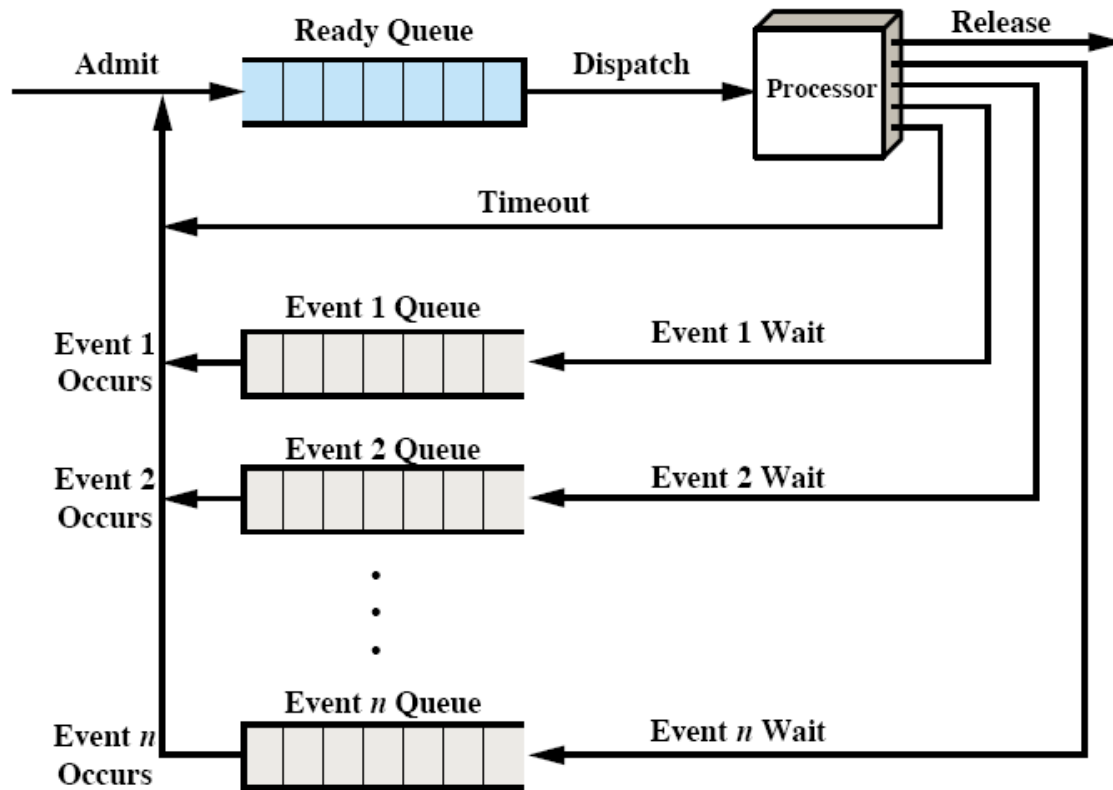 Ready Queue
Release
Admit
Dispatch
Processor
Timeout
Event 1 Queue
Event 1
Occurs
Event 1 Wait
Event 2 Queue
Event 2
Occurs
Event 2 Wait
Event n Queue
Event n
Occurs
Event n Wait